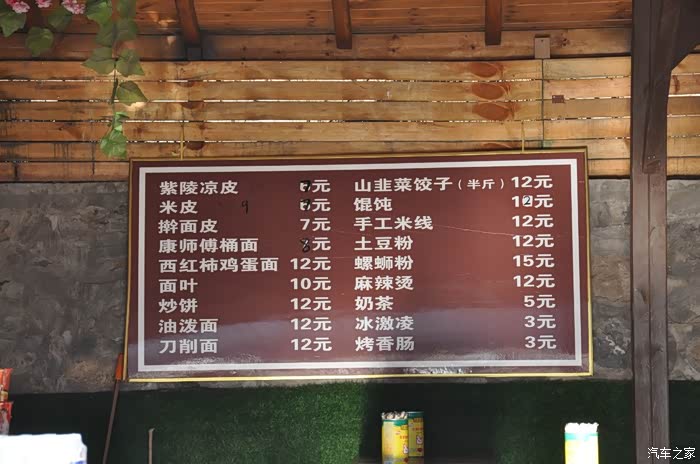 紫陵凉皮 元
米皮 9 元
擀面皮 7元
康师傅桶面 8元
西红柿鸡蛋面 12元
面叶 10元
炒饼 12元
油泼面 12元
刀削面 12元
山韭菜饺子（半斤）12元
馄饨 12元
手工米线 12元
土豆粉 12元
螺蛳粉 15元
麻辣烫 12元
奶茶 5元
冰激凌 3元
烤香肠 3元
汽车之家